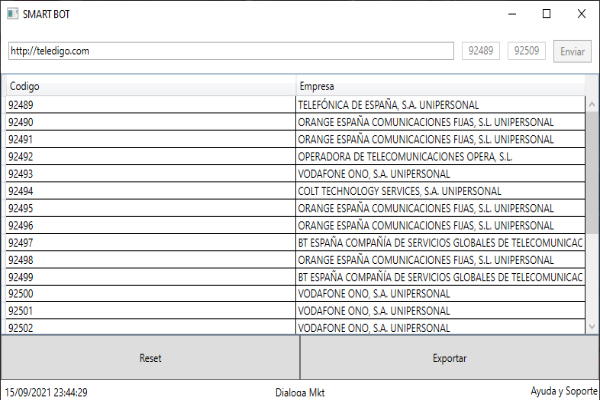 SMART BOT
http://teledigo.com 92489 92509 Enviar
Codigo Empresa
92489 TELEFÓNICA DE ESPAÑA, S.A. UNIPERSONAL
92490 ORANGE ESPAÑA COMUNICACIONES FIJAS, S.L. UNIPERSONAL
92491 ORANGE ESPAÑA COMUNICACIONES FIJAS, S.L. UNIPERSONAL
92492 OPERADORA DE TELECOMUNICACIONES OPERA, S.L.
92493 VODAFONE ONO, S.A. UNIPERSONAL
92494 COLT TECHNOLOGY SERVICES, S.A. UNIPERSONAL
92495 ORANGE ESPAÑA COMUNICACIONES FIJAS, S.L. UNIPERSONAL
92496 ORANGE ESPAÑA COMUNICACIONES FIJAS, S.L. UNIPERSONAL
92497 BT ESPAÑA COMPAÑÍA DE SERVICIOS GLOBALES DE TELECOMUNICAC
92498 ORANGE ESPAÑA COMUNICACIONES FIJAS, S.L. UNIPERSONAL
92499 BT ESPAÑA COMPAÑÍA DE SERVICIOS GLOBALES DE TELECOMUNICAC
92500 VODAFONE ONO, S.A. UNIPERSONAL
92501 VODAFONE ONO, S.A. UNIPERSONAL
92502 VODAFONE ONO, S.A. UNIPERSONAL
Reset Exportar
15/09/2021 23:44:29 Dialoga Mkt Ayuda y Soporte